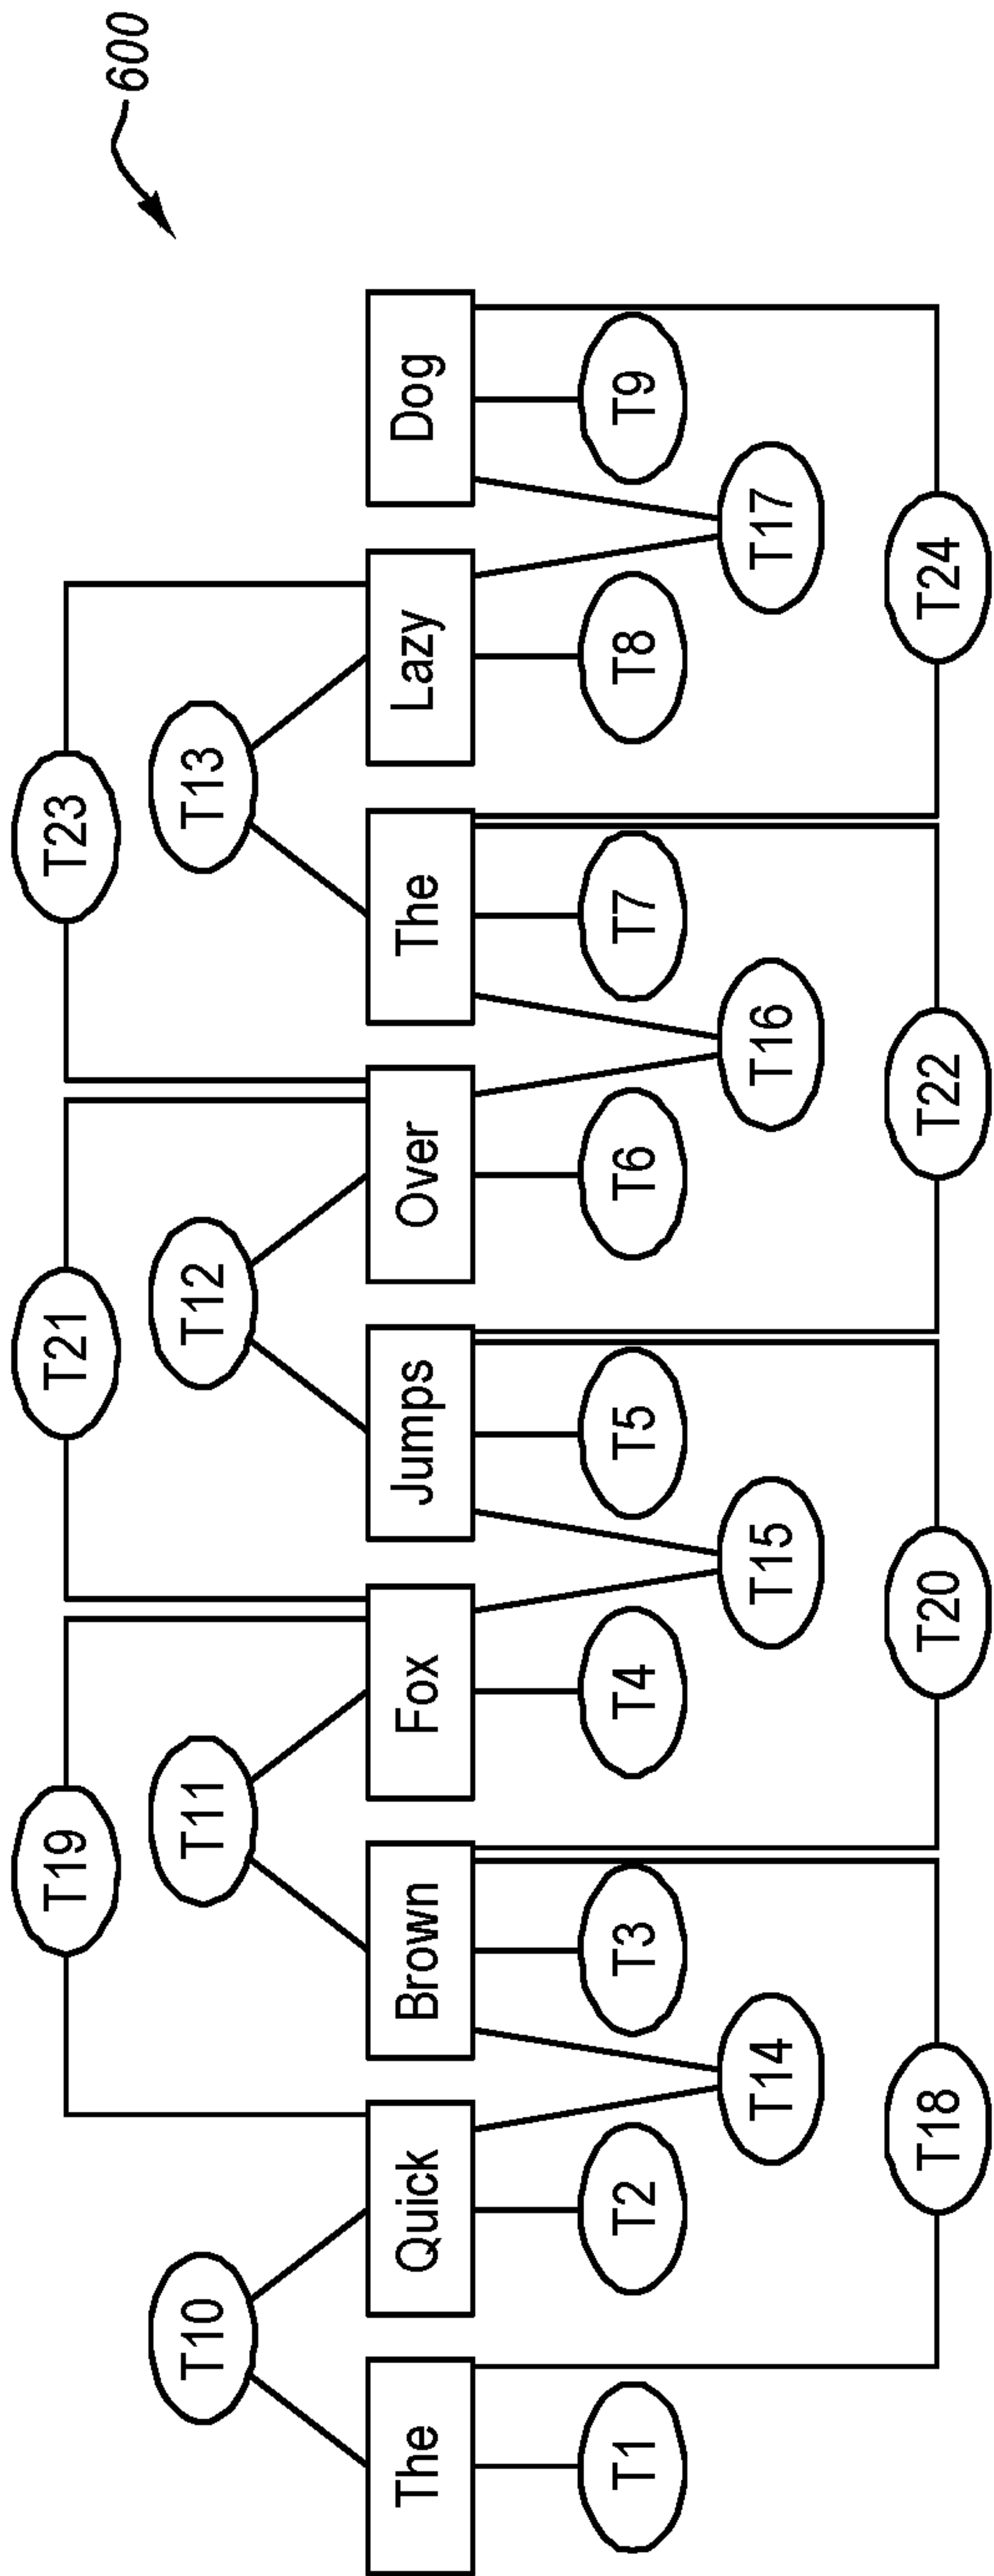 600
T19 T21 T23
T10 T11 T12 T13
The Quick Brown Fox Jumps Over The Lazy Dog
T1 T2 T3 T4 T5 T6 T7 T8 T9
T14 T15 T16 T17
T18 T20 T22 T24